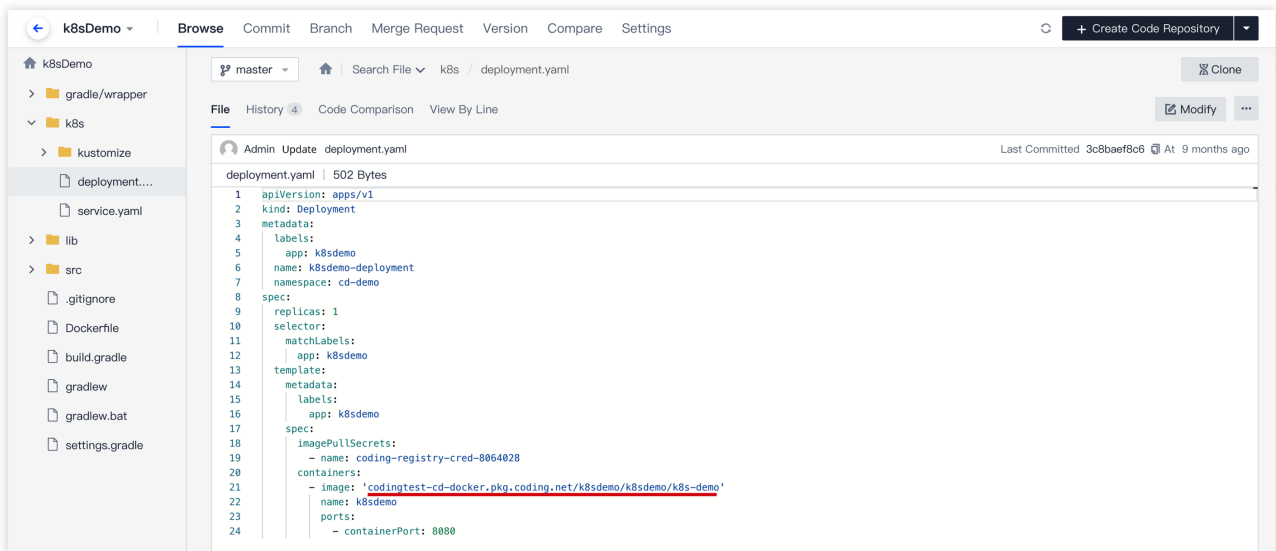 k8sDemo
Browse Commit Branch Merge Request Version Compare Settings
+ Create Code Repository
k8sDemo
gradle/wrapper
k8s
kustomize
deployment....
service.yaml
lib
src
.gitignore
Dockerfile
build.gradle
gradlew
gradlew.bat
settings.gradle
master Search File k8s / deployment.yaml
Clone
File History 4 Code Comparison View By Line
Modify ...
Admin Update deployment.yaml
Last Committed 3c8baef8c6 At 9 months ago
deployment.yaml | 502 Bytes
1 apiVersion: apps/v1
2 kind: Deployment
3 metadata:
4 labels:
5 app: k8sdemo
6 name: k8sdemo-deployment
7 namespace: cd-demo
8 spec:
9 replicas: 1
10 selector:
11 matchLabels:
12 app: k8sdemo
13 template:
14 metadata:
15 labels:
16 app: k8sdemo
17 spec:
18 imagePullSecrets:
19 - name: coding-registry-cred-8064028
20 containers:
21 - image: 'codingtest-cd-docker.pkg.coding.net/k8sdemo/k8sdemo/k8s-demo'
22 name: k8sdemo
23 ports:
24 - containerPort: 8080